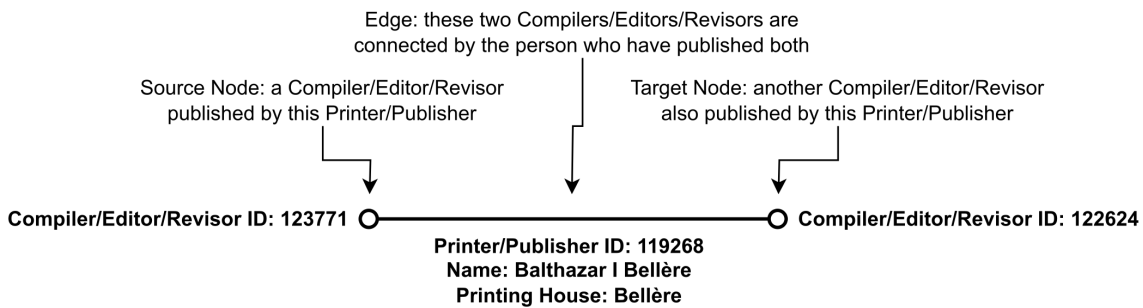 Edge: these two Compilers/Editors/Revisors are
connected by the person who have published both
Source Node: a Compiler/Editor/Revisor
published by this Printer/Publisher
Target Node: another Compiler/Editor/Revisor
also published by this Printer/Publisher
Compiler/Editor/Revisor ID: 123771
Compiler/Editor/Revisor ID: 122624
Printer/Publisher ID: 119268
Name: Balthazar I Bellère
Printing House: Bellère